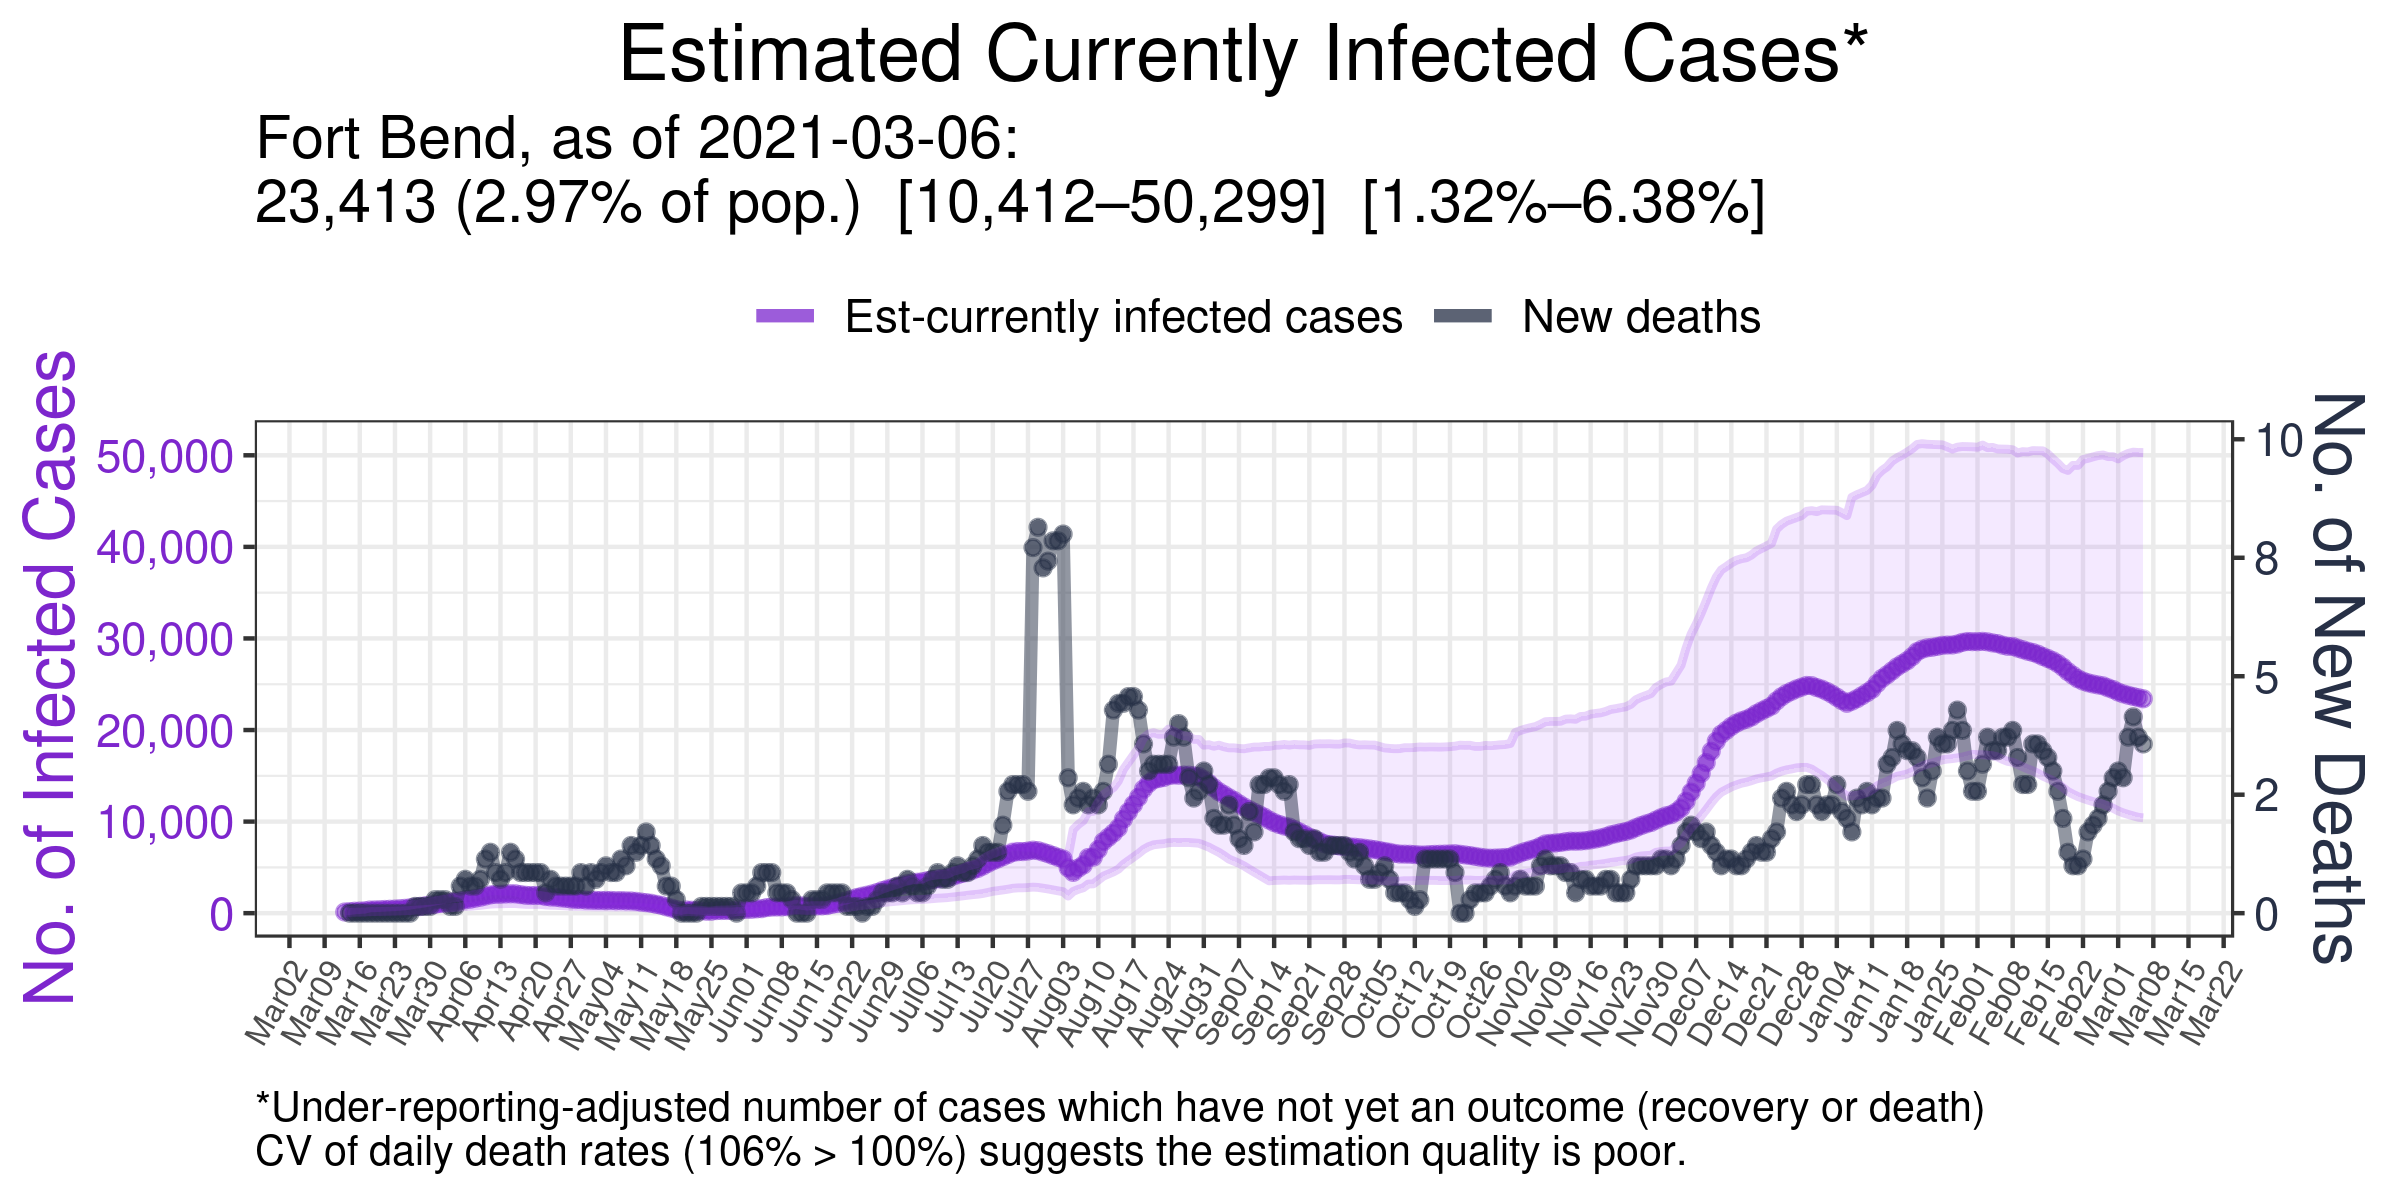 Estimated Currently Infected Cases*
Fort Bend, as of 2021-03-06:
23,413 (2.97% of pop.)  [10,412–50,299]  [1.32%–6.38%]
Est-currently infected cases
New deaths
No. of Infected Cases
50,000
40,000
30,000
20,000
10,000
0
10
8
5
2
0
No. of New Deaths
Mar02
Mar09
Mar16
Mar23
Mar30
Apr06
Apr13
Apr20
Apr27
May04
May11
May18
May25
Jun01
Jun08
Jun15
Jun22
Jun29
Jul06
Jul13
Jul20
Jul27
Aug03
Aug10
Aug17
Aug24
Aug31
Sep07
Sep14
Sep21
Sep28
Oct05
Oct12
Oct19
Oct26
Nov02
Nov09
Nov16
Nov23
Nov30
Dec07
Dec14
Dec21
Dec28
Jan04
Jan11
Jan18
Jan25
Feb01
Feb08
Feb15
Feb22
Mar01
Mar08
Mar15
Mar22
*Under-reporting-adjusted number of cases which have not yet an outcome (recovery or death)
CV of daily death rates (106% > 100%) suggests the estimation quality is poor.